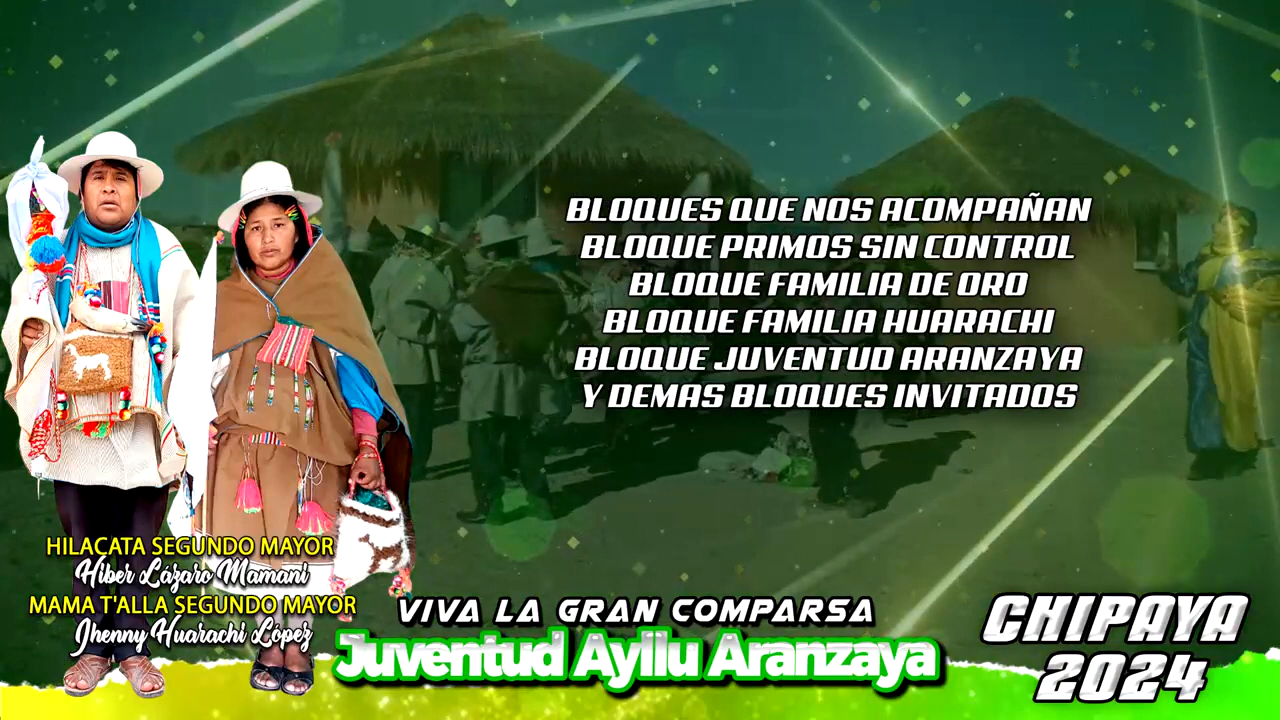 BLOQUES QUE NOS ACOMPAÑAN
BLOQUE PRIMOS SIN CONTROL
BLOQUE FAMILIA DE ORO
BLOQUE FAMILIA HUARACHI
BLOQUE JUVENTUD ARANZAYA
Y DEMAS BLOQUES INVITADOS
HILACATA SEGUNDO MAYOR
Hiber Lázaro Mamani
MAMA T'ALLA SEGUNDO MAYOR
Jhenny Huarachi López
VIVA LA GRAN COMPARSA
Juventud Ayllu Aranzaya
CHIPAYA
2024